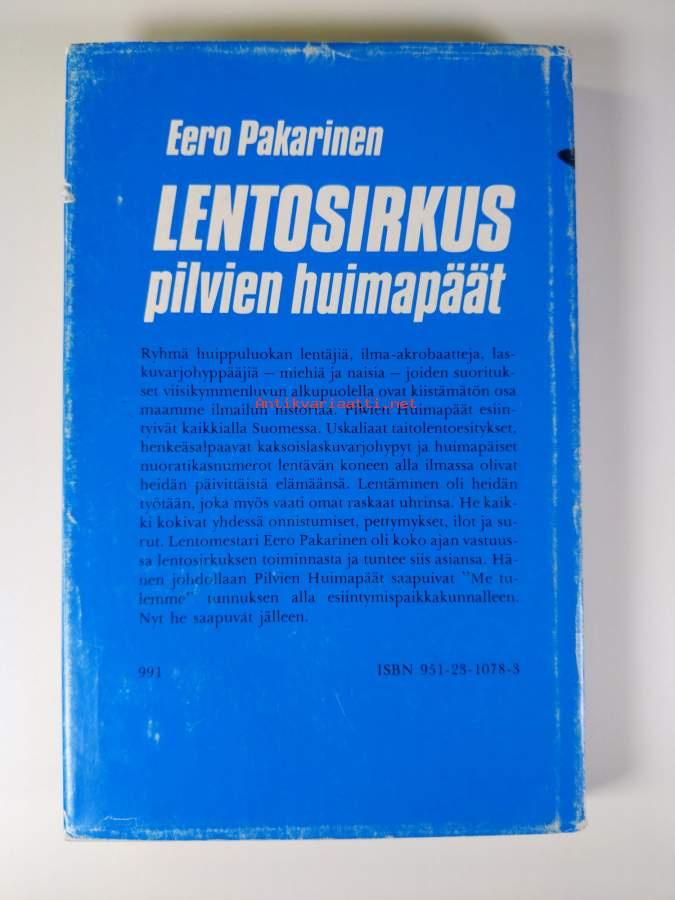 Eero Pakarinen
LENTOSIRKUS
pilvien huimapäät
Ryhmä huippuluokan lentäjiä, ilma-akrobaatteja, las-
kuvarjohyppääjiä – miehiä ja naisia – joiden suorituk-
set viisikymmenluvun alkupuolella ovat kiistämätön osa
Antikvariaatti.net
maamme ilmailun historiaa. Pilvien Huimapäät esiin-
tyivät kaikkialla Suomessa. Uskaliaat taitolentoesitykset,
henkeäsalpaavat kaksoislaskuvarjohypyt ja huimapäiset
nuoratikasnumerot lentävän koneen alla ilmassa olivat
heidän päivittäistä elämäänsä. Lentäminen oli heidän
työtään, joka myös vaati omat raskaat uhrinsa. He kaik-
ki kokivat yhdessä onnistumiset, pettymykset, ilot ja su-
rut. Lentomestari Eero Pakarinen oli koko ajan vastuus-
sa lentosirkuksen toiminnasta ja tuntee siis asiansa. Hä-
nen johdollaan Pilvien Huimapäät saapuivat ”Me tu-
lemme” tunnuksen alla esiintymispaikkakunnalleen.
Nyt he saapuvat jälleen.
991 ISBN 951-23-1078-3